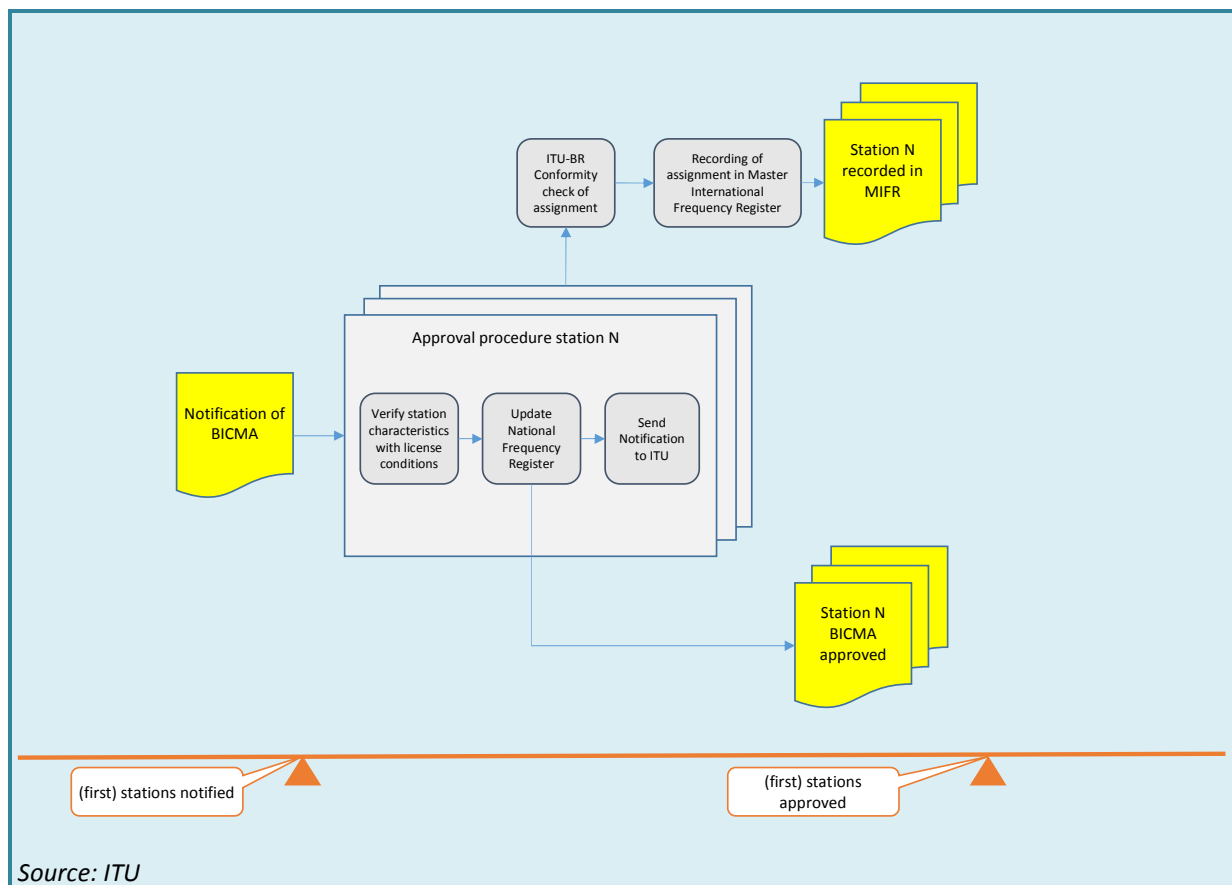 ITU-BR
Conformity
check of
assignment
Recording of
assignment in Master
International
Frequency Register
Station N
recorded in
MIFR
Approval procedure station N
Notification of
BICMA
Verify station
characteristics
with license
conditions
Update
National
Frequency
Register
Send
Notification
to ITU
Station N
BICMA
approved
(first) stations notified
(first) stations
approved
Source: ITU